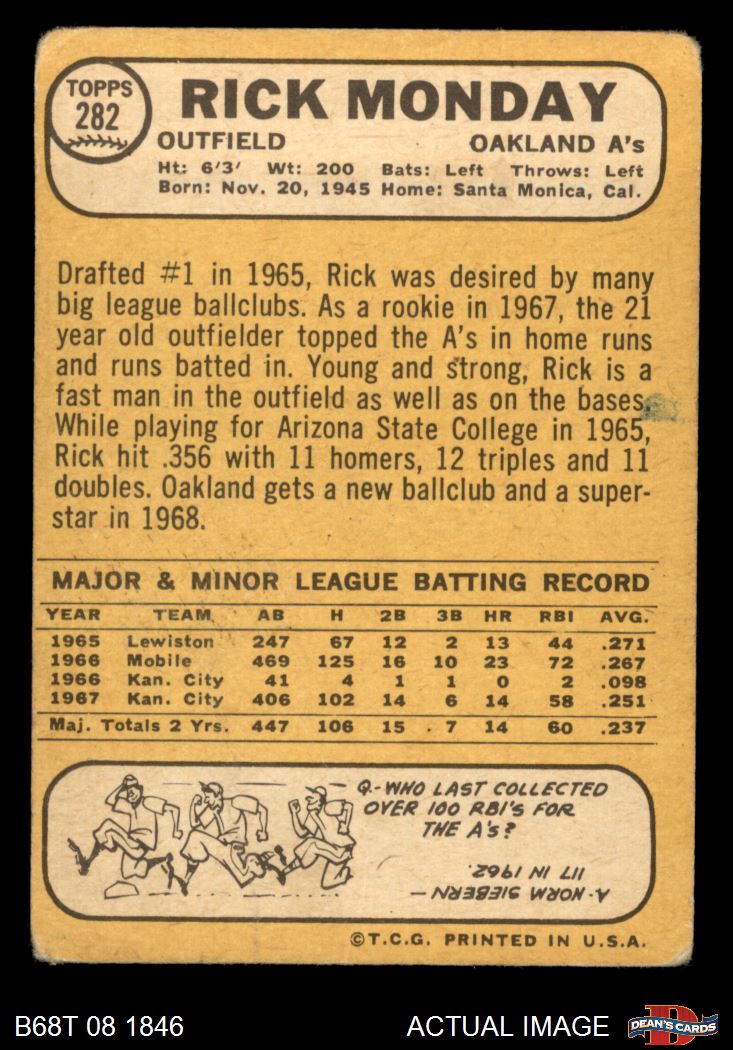 TOPPS
282
RICK MONDAY
OUTFIELD OAKLAND A's
Ht: 6'3' Wt: 200 Bats: Left Throws: Left
Born: Nov. 20, 1945 Home: Santa Monica, Cal.
Drafted #1 in 1965, Rick was desired by many
big league ballclubs. As a rookie in 1967, the 21
year old outfielder topped the A's in home runs
and runs batted in. Young and strong, Rick is a
fast man in the outfield as well as on the bases.
While playing for Arizona State College in 1965,
Rick hit .356 with 11 homers, 12 triples and 11
doubles. Oakland gets a new ballclub and a super-
star in 1968.
MAJOR & MINOR LEAGUE BATTING RECORD
YEAR TEAM AB H 2B 3B HR RBI AVG.
1965 Lewiston 247 67 12 2 13 44 .271
1966 Mobile 469 125 16 10 23 72 .267
1966 Kan. City 41 4 1 1 0 2 .098
1967 Kan. City 406 102 14 6 14 58 .251
Maj. Totals 2 Yrs. 447 106 15 7 14 60 .237
Q.-WHO LAST COLLECTED
OVER 100 RBI'S FOR
THE A's?
A-NORM SIEBERN-
117 IN 1962.
©T.C.G. PRINTED IN U.S.A.
B68T 08 1846 ACTUAL IMAGE
D
DEAN'S CARDS